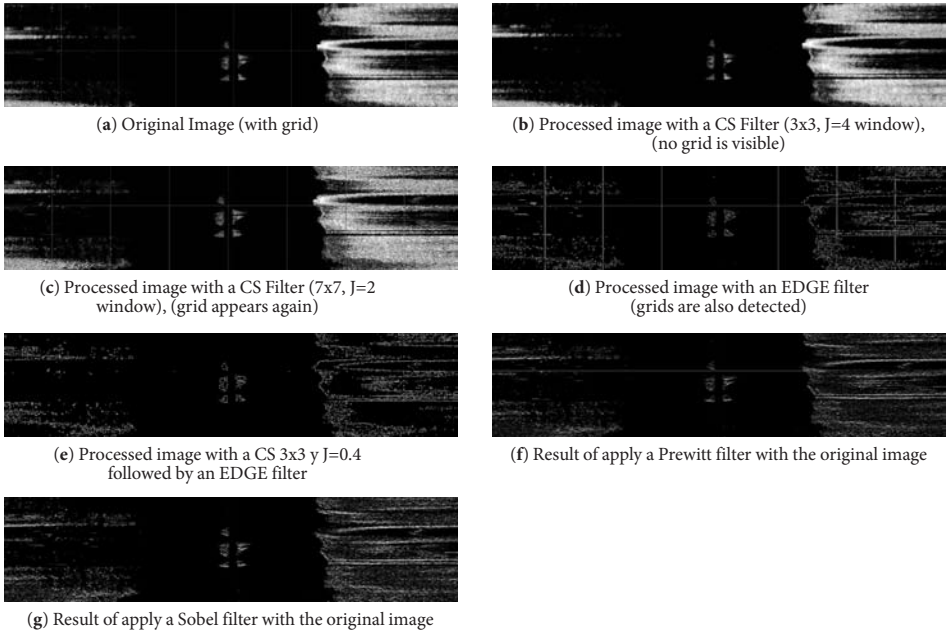 (a) Original Image (with grid)
(b) Processed image with a CS Filter (3x3, J=4 window),
(no grid is visible)
(c) Processed image with a CS Filter (7x7, J=2
window), (grid appears again)
(d) Processed image with an EDGE filter
(grids are also detected)
(e) Processed image with a CS 3x3 y J=0.4
followed by an EDGE filter
(f) Result of apply a Prewitt filter with the original image
(g) Result of apply a Sobel filter with the original image